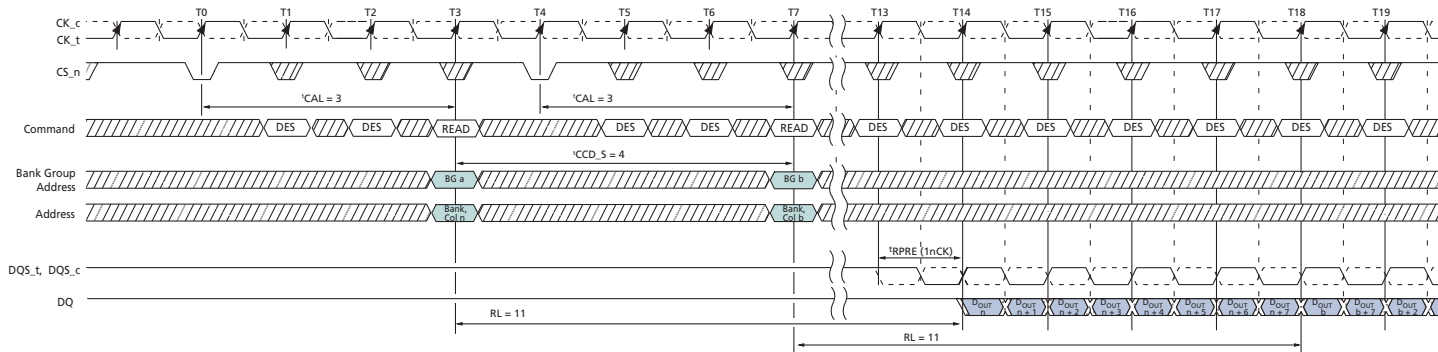 T0 T1 T2 T3 T4 T5 T6 T7 T13 T14 T15 T16 T17 T18 T19
CK_c
CK_t
CS_n
tCAL = 3 tCAL = 3
Command DES DES READ DES DES READ DES DES DES DES DES DES DES
tCCD_S = 4
Bank Group
Address
BG a BG b
Address
Bank, Bank,
Col n Col b
tRPRE (1nCK)
DQS_t, DQS_c
DQ
DOUT DOUT DOUT DOUT DOUT DOUT DOUT DOUT DOUT DOUT DOUT
n n + 1 n + 2 n + 3 n + 4 n + 5 n + 6 n + 7 b b + 7 b + 2
RL = 11
RL = 11